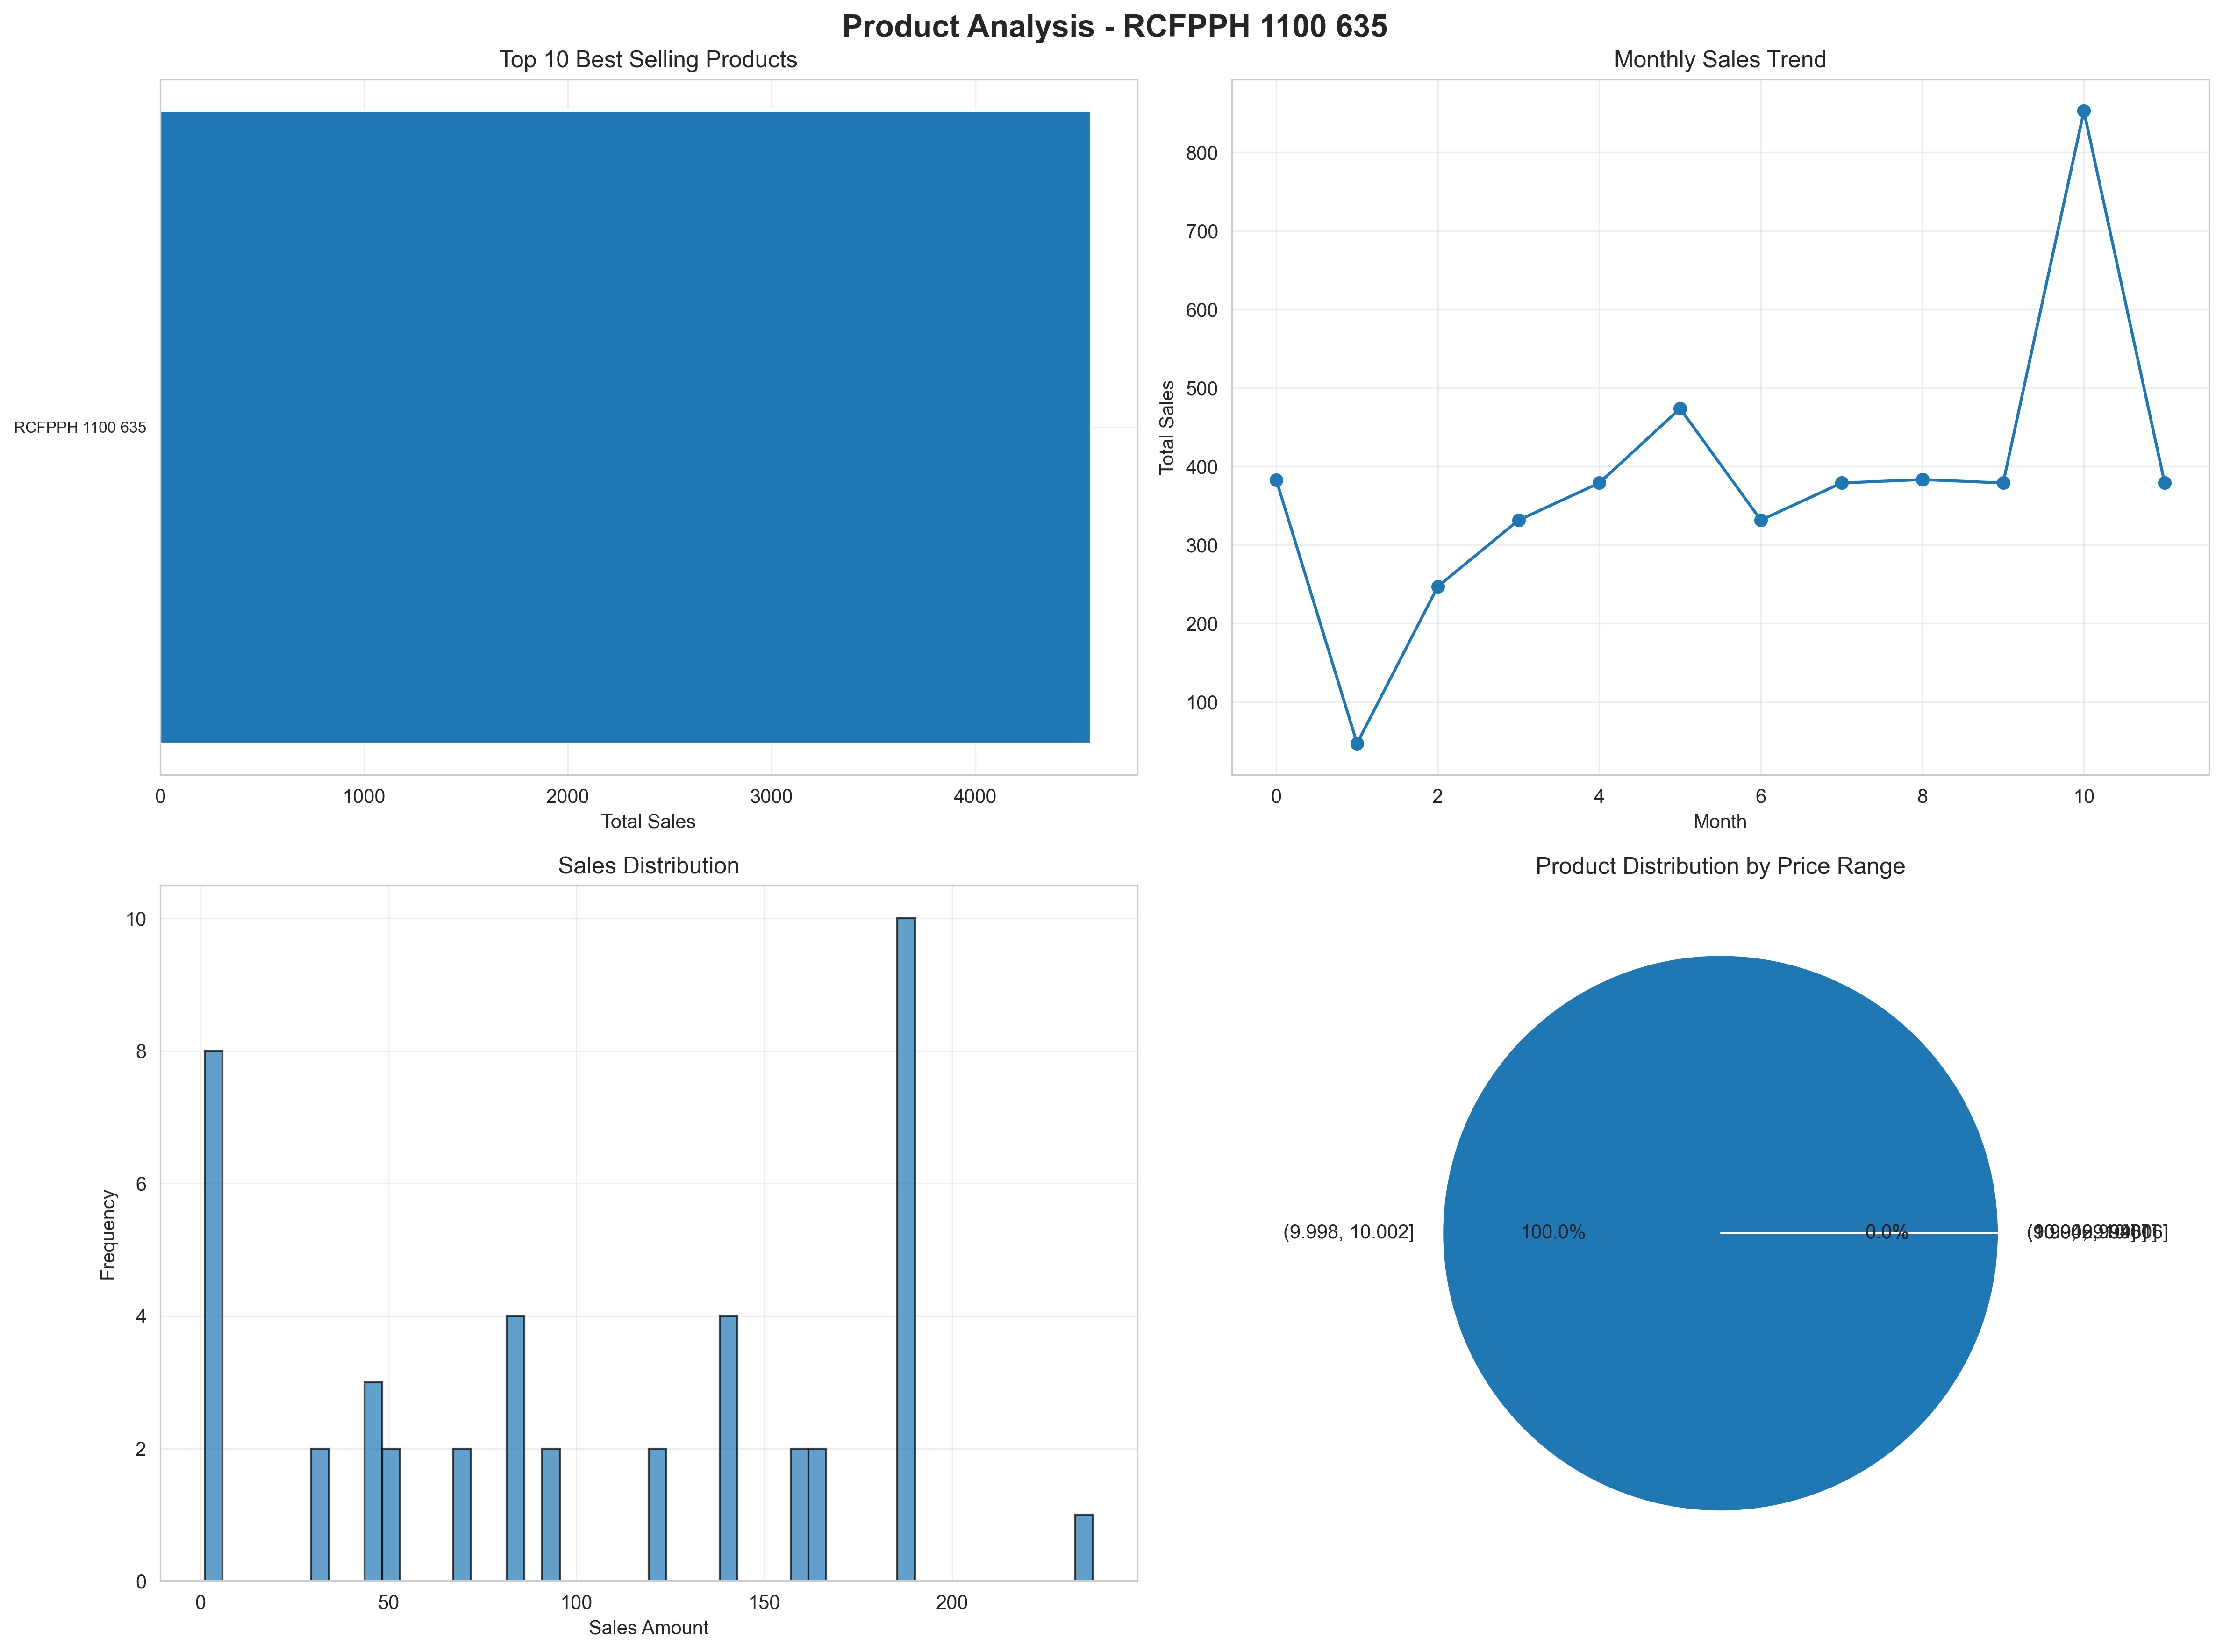 Product Analysis - RCFPPH 1100 635
Top 10 Best Selling Products
RCFPPH 1100 635
0 1000 2000 3000 4000
Total Sales
Monthly Sales Trend
Total Sales
800
700
600
500
400
300
200
100
0 2 4 6 8 10
Month
Sales Distribution
Frequency
10
8
6
4
2
0
0 50 100 150 200
Sales Amount
Product Distribution by Price Range
(9.998, 10.002] 100.0% 0.0%